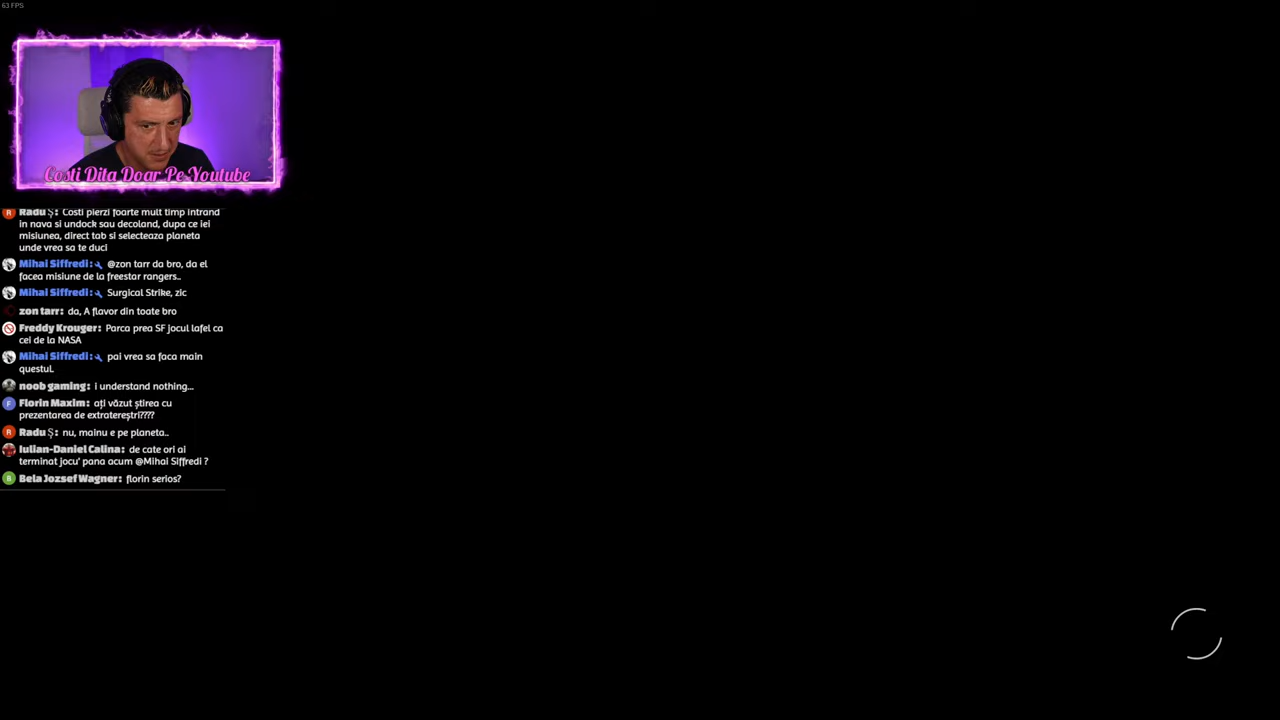 63 FPS
Costi Dita Doar Pe Youtube
Radu Ș: Costi pierzi foarte mult timp intrand
in nava si undock sau decoland, dupa ce iei
misiunea, direct tab si selecteaza planeta
unde vrea sa te duci
Mihai Siffredi: @zon tarr da bro, da el
facea misiune de la freestar rangers..
Mihai Siffredi: Surgical Strike, zic
zon tarr: da, A flavor din toate bro
Freddy Krouger: Parca prea SF jocul lafel ca
cei de la NASA
Mihai Siffredi: pai vrea sa faca main
questul.
noob gaming: i understand nothing...
Florin Maxim: ați văzut știrea cu
prezentarea de extratereștri????
Radu Ș: nu, mainu e pe planeta..
Iulian-Daniel Calina: de cate ori ai
terminat jocu' pana acum @Mihai Siffredi ?
Bela Jozsef Wagner: florin serios?